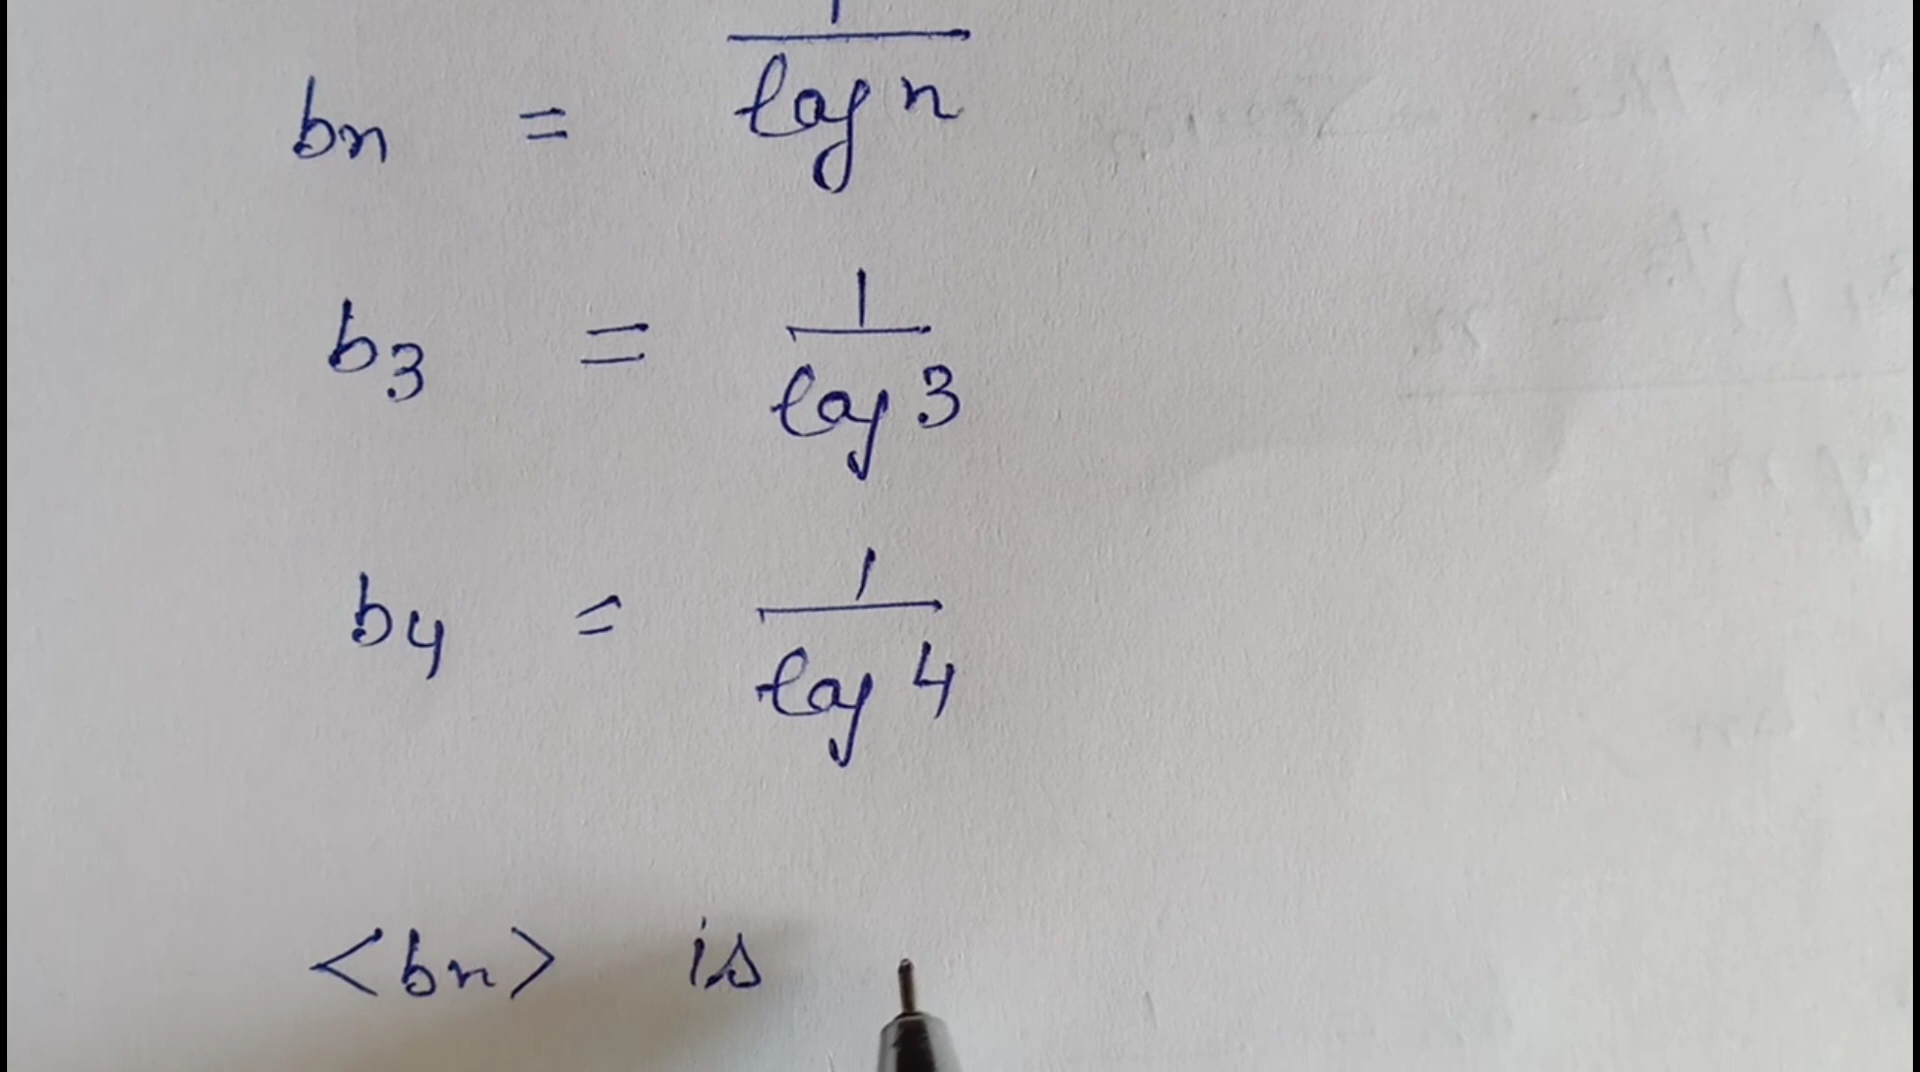 bn = 1/log n
b3 = 1/log 3
b4 = 1/log 4
<bn> is